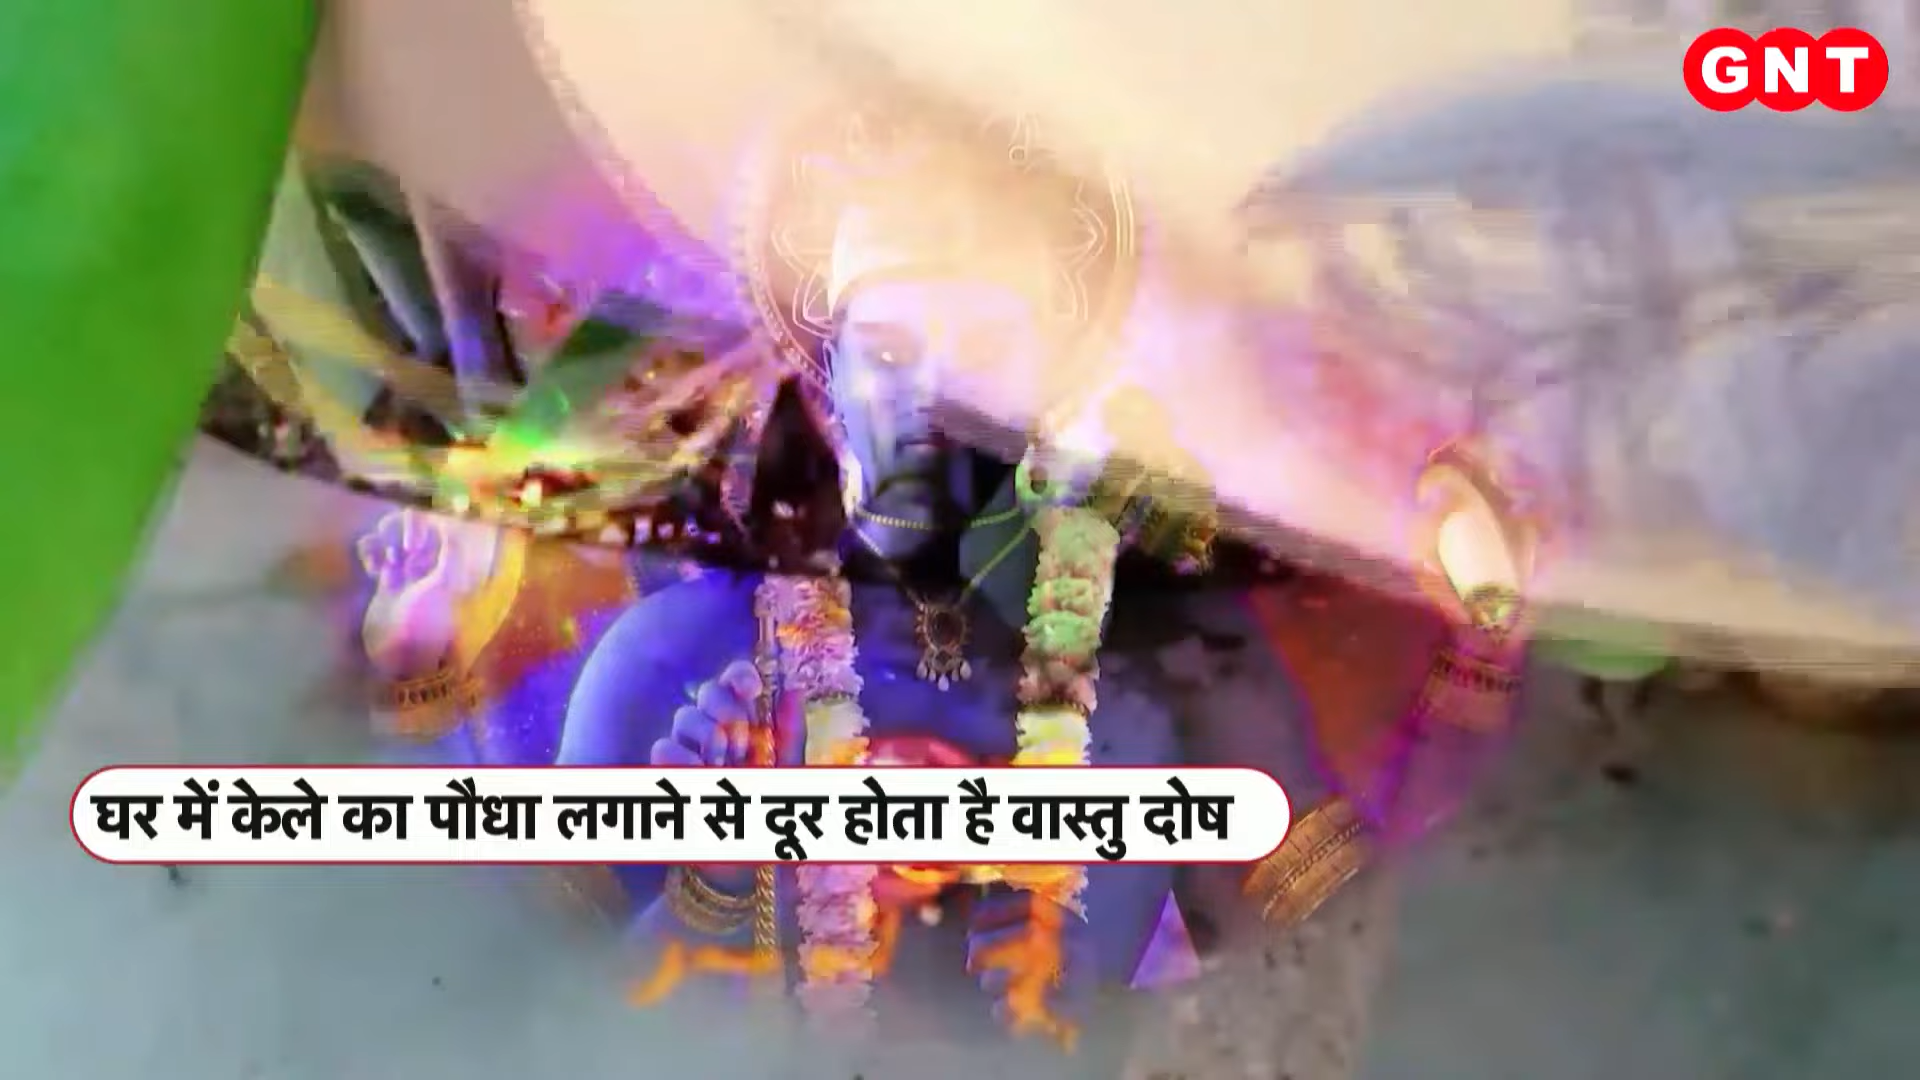 GNT
घर में केले का पौधा लगाने से दूर होता है वास्तु दोष